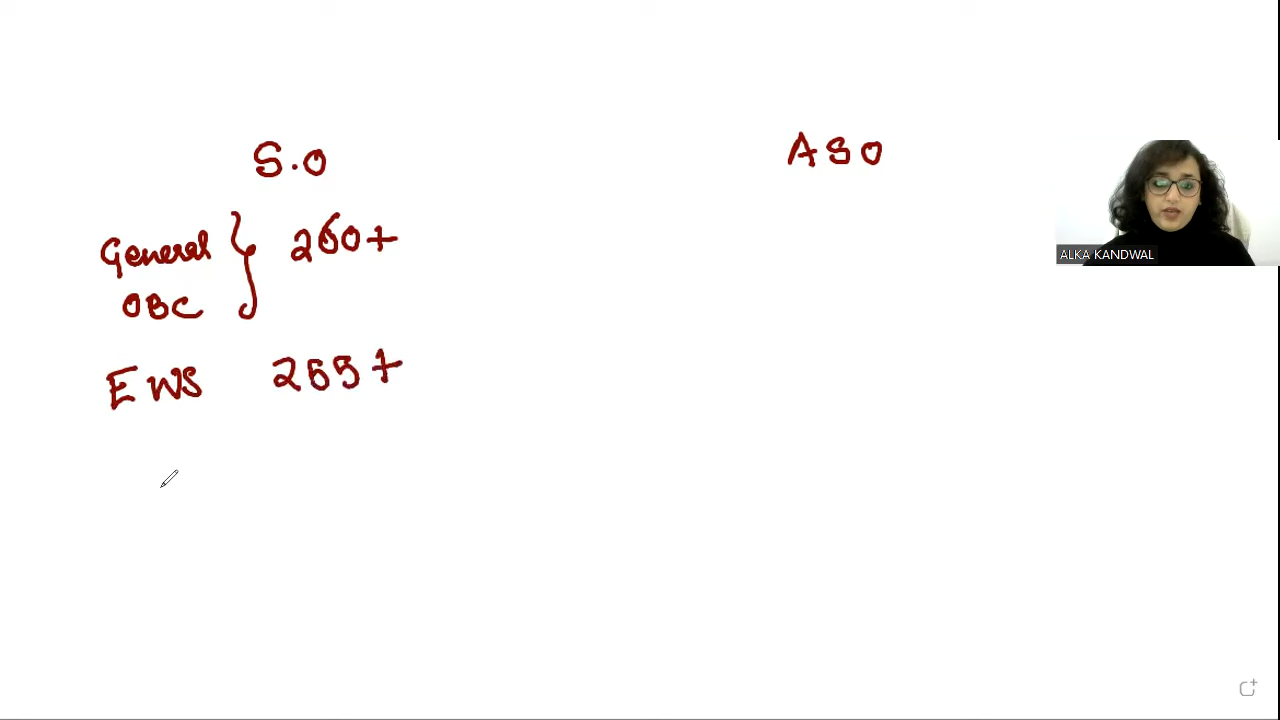 S.O
ASO
General } 260+
OBC
EWS 255+
ALKA KANDWAL